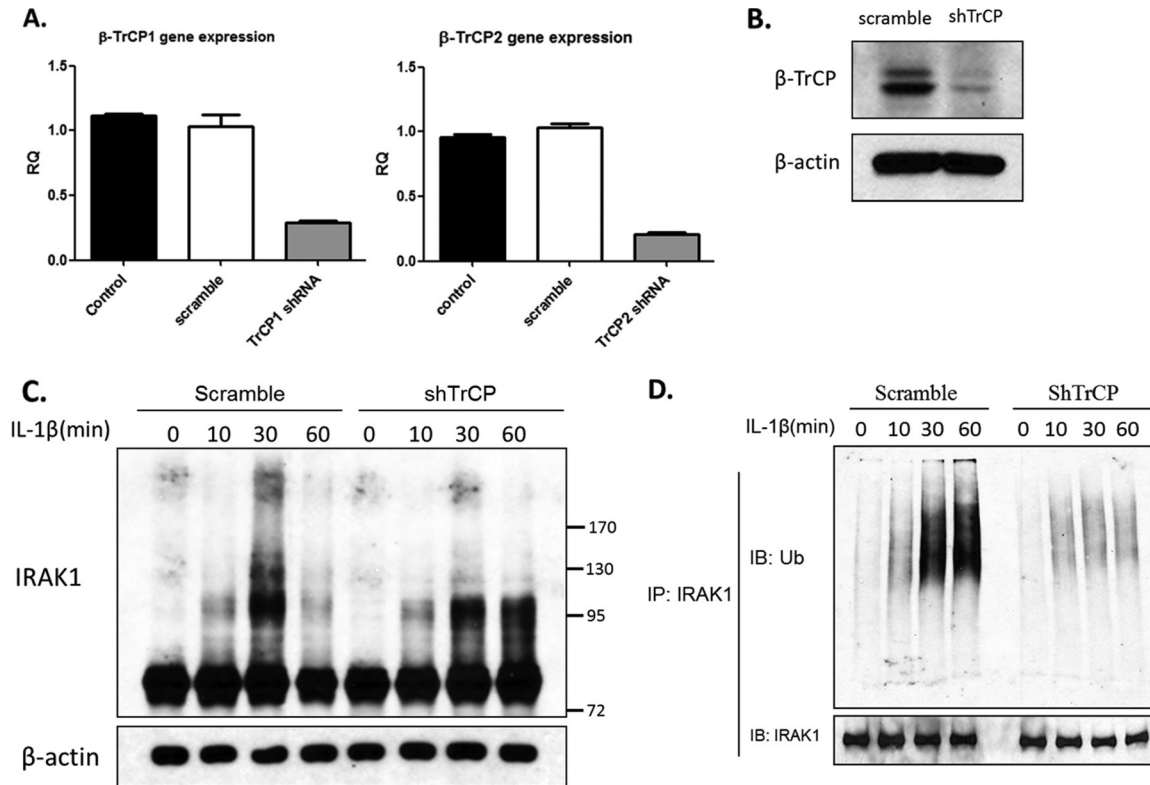 A.
β-TrCP1 gene expression
RQ
1.5
1.0
0.5
0.0
Control
scramble
TrCP1 shRNA
β-TrCP2 gene expression
RQ
1.5
1.0
0.5
0.0
control
scramble
TrCP2 shRNA
B.
scramble shTrCP
β-TrCP
β-actin
C.
Scramble shTrCP
IL-1β(min) 0 10 30 60 0 10 30 60
170
130
IRAK1
95
72
β-actin
D.
Scramble ShTrCP
IL-1β(min) 0 10 30 60 0 10 30 60
IP: IRAK1
IB: Ub
IB: IRAK1